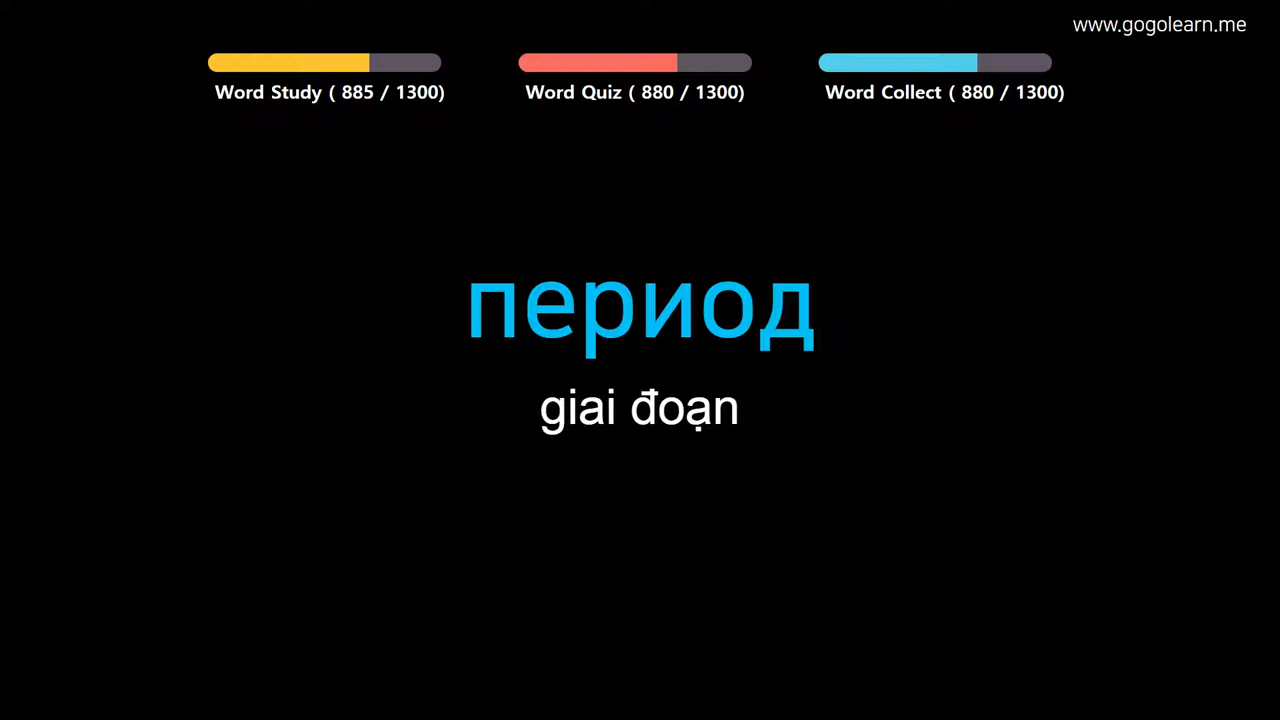 www.gogolearn.me
Word Study ( 885 / 1300)
Word Quiz ( 880 / 1300)
Word Collect ( 880 / 1300)
период
giai đoạn